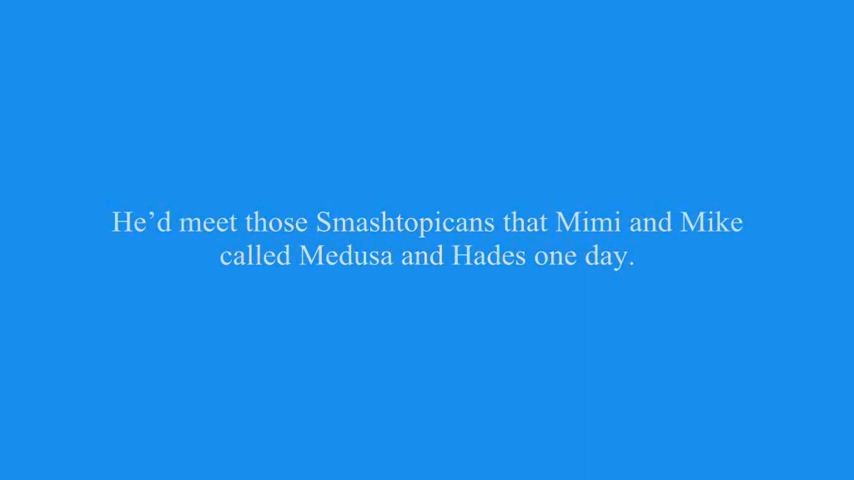 He’d meet those Smashtopicans that Mimi and Mike
called Medusa and Hades one day.